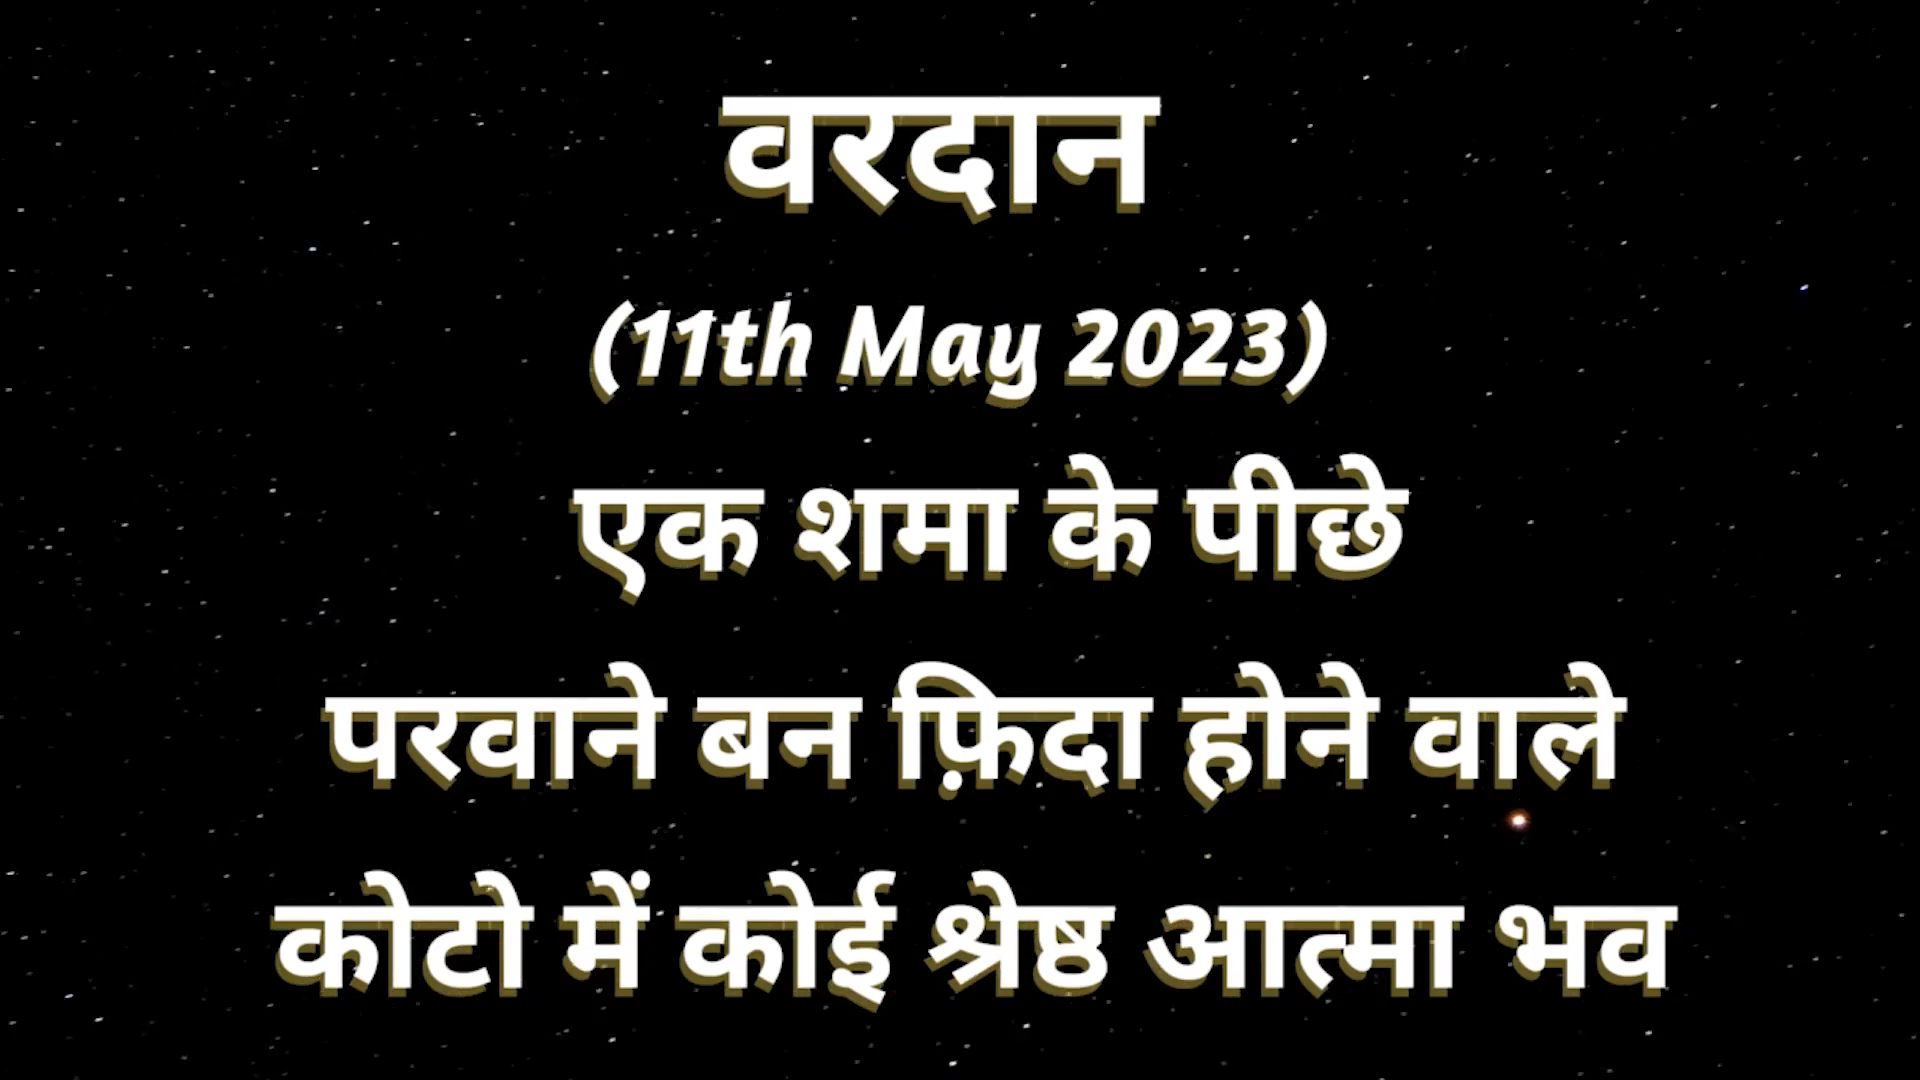 वरदान
(11th May 2023)
एक शमा के पीछे
परवाने बन फ़िदा होने वाले
कोटो में कोई श्रेष्ठ आत्मा भव